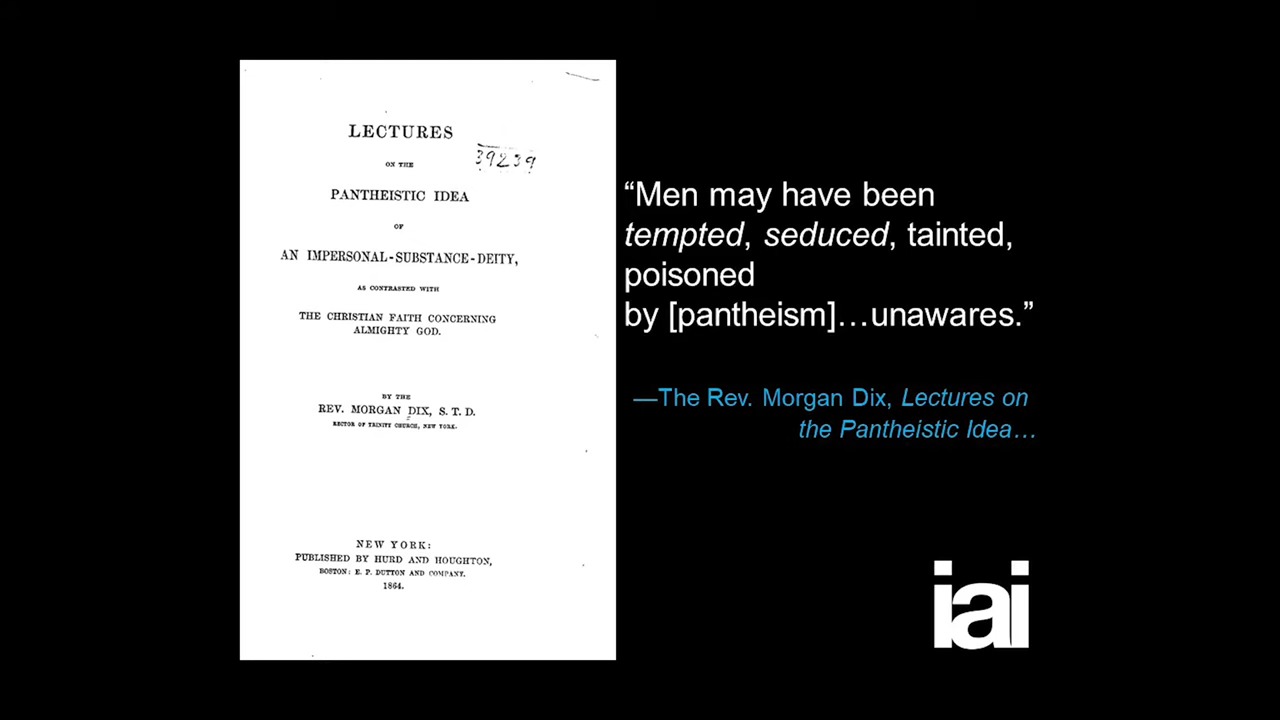 LECTURES
ON THE
39239
PANTHEISTIC IDEA
OF
AN IMPERSONAL-SUBSTANCE-DEITY,
AS CONTRASTED WITH
THE CHRISTIAN FAITH CONCERNING
ALMIGHTY GOD.
BY THE
REV. MORGAN DIX, S. T. D.
RECTOR OF TRINITY CHURCH, NEW YORK.
NEW YORK:
PUBLISHED BY HURD AND HOUGHTON,
BOSTON: E. P. DUTTON AND COMPANY.
1864.
“Men may have been
tempted, seduced, tainted,
poisoned
by [pantheism]…unawares.”
—The Rev. Morgan Dix, Lectures on
the Pantheistic Idea…
iai